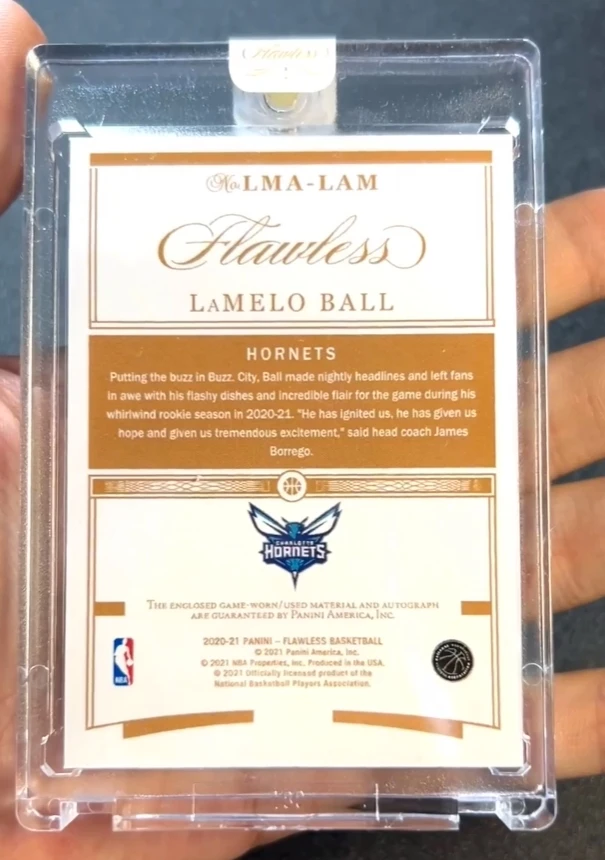 Flawless
No. LMA-LAM
Flawless
LaMELO BALL
HORNETS
Putting the buzz in Buzz. City, Ball made nightly headlines and left fans
in awe with his flashy dishes and incredible flair for the game during his
whirlwind rookie season in 2020-21. "He has ignited us, he has given us
hope and given us tremendous excitement," said head coach James
Borrego.
CHARLOTTE
HORNETS
The enclosed game-worn/used material and autograph
are guaranteed by Panini America, Inc.
2020-21 PANINI – FLAWLESS BASKETBALL
© 2021 Panini America, Inc.
© 2021 NBA Properties, Inc. Produced in the USA.
© 2021 Officially licensed product of the
National Basketball Players Association.
NBA